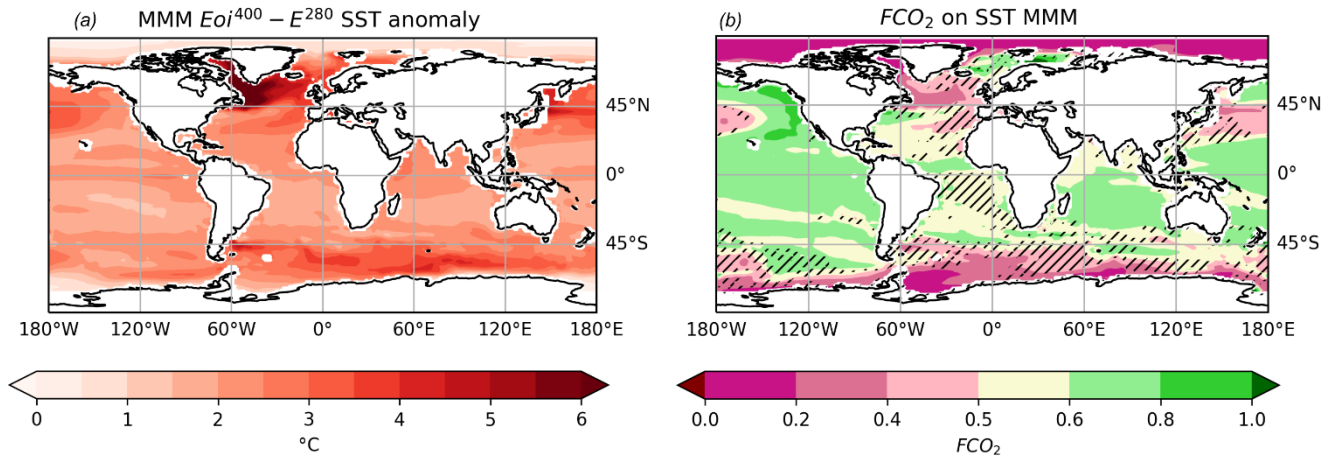 (a) MMM Eoi⁴⁰⁰ – E²⁸⁰ SST anomaly
45°N
0°
45°S
180°W 120°W 60°W 0° 60°E 120°E 180°E
0 1 2 3 4 5 6
°C
(b) FCO₂ on SST MMM
45°N
0°
45°S
180°W 120°W 60°W 0° 60°E 120°E 180°E
0.0 0.2 0.4 0.5 0.6 0.8 1.0
FCO₂